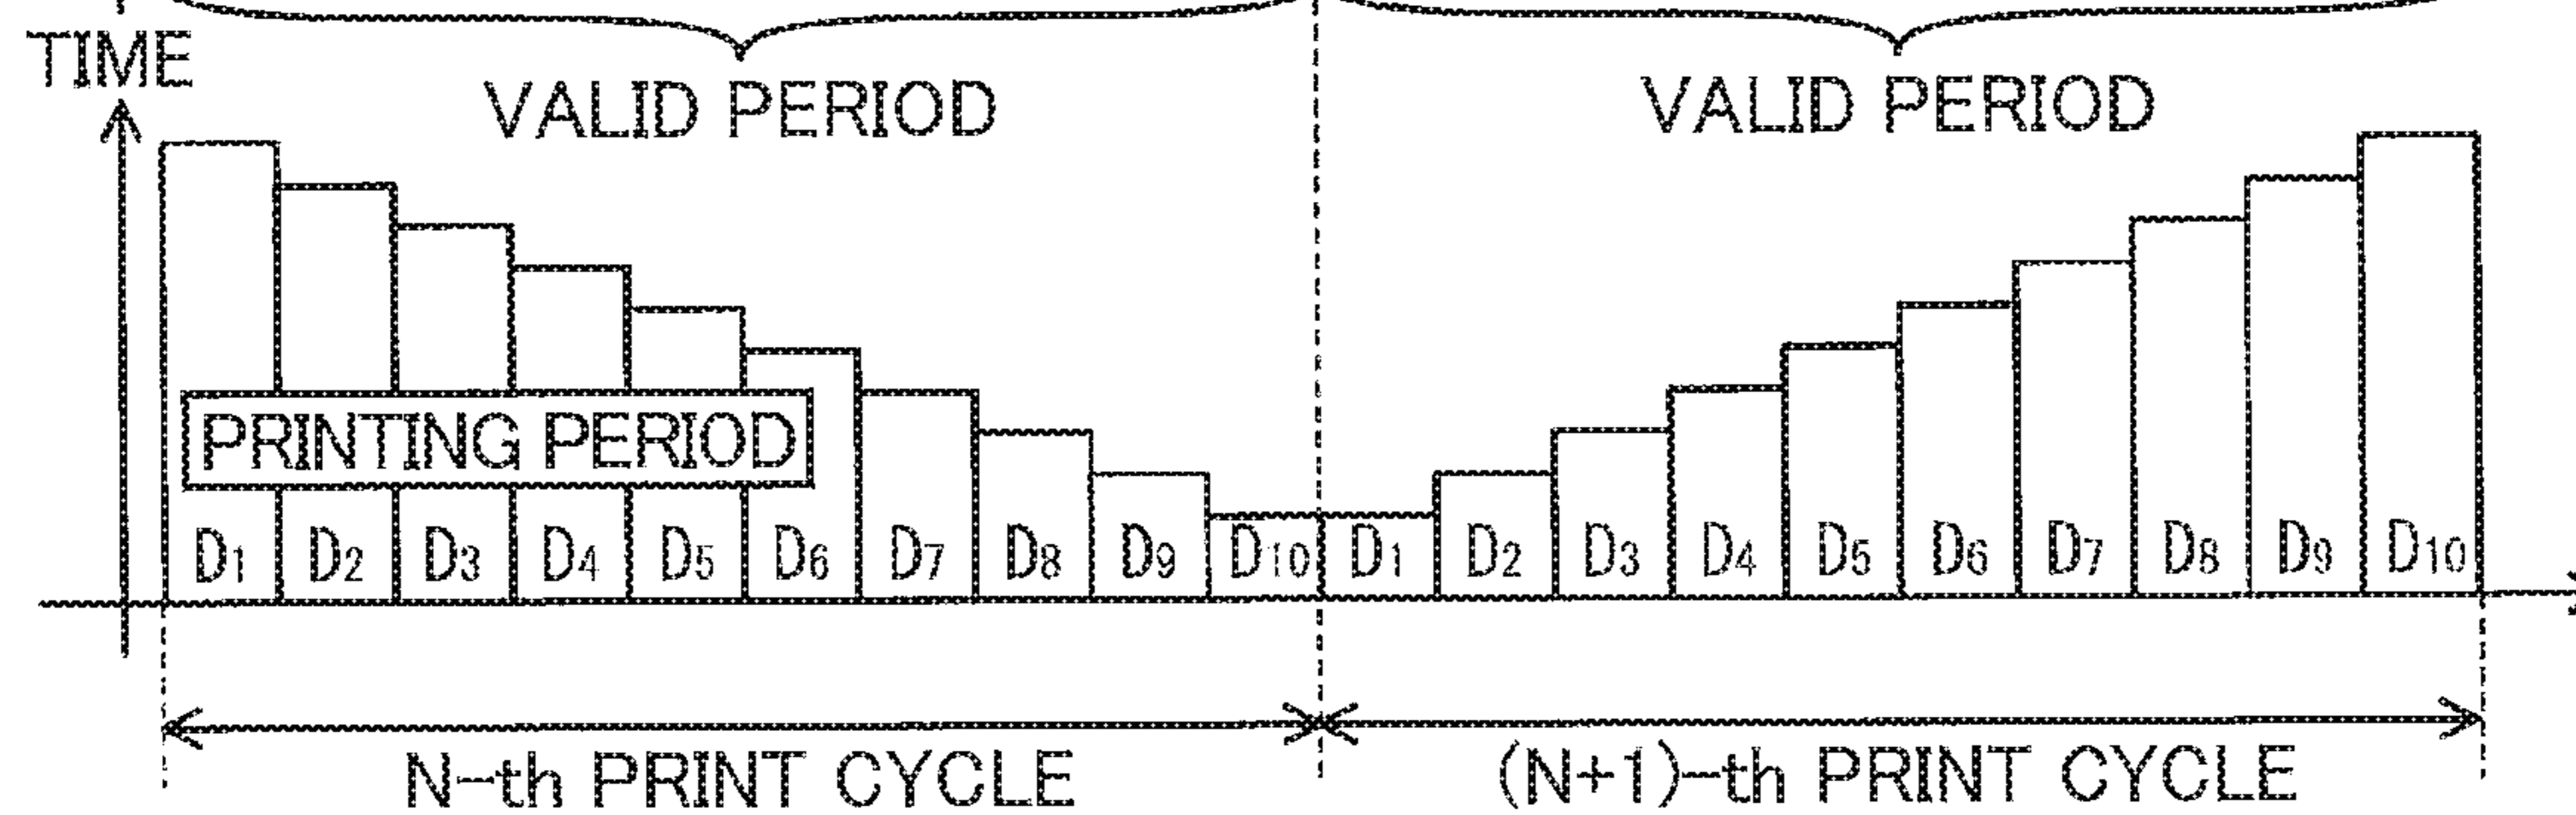 TIME
VALID PERIOD VALID PERIOD
PRINTING PERIOD
D1 D2 D3 D4 D5 D6 D7 D8 D9 D10 D1 D2 D3 D4 D5 D6 D7 D8 D9 D10
N-th PRINT CYCLE (N+1)-th PRINT CYCLE